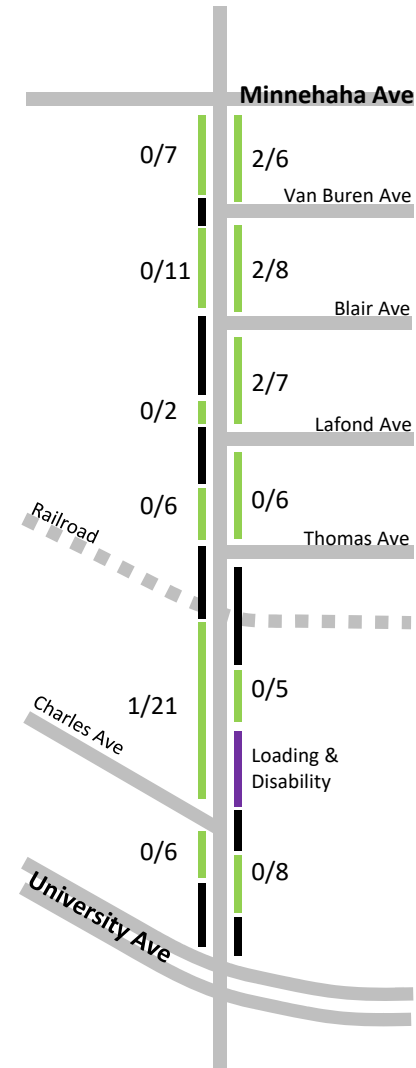 Minnehaha Ave
0/7
2/6
Van Buren Ave
0/11
2/8
Blair Ave
2/7
0/2
Lafond Ave
0/6
0/6
Railroad
Thomas Ave
0/5
1/21
Charles Ave
Loading &
Disability
0/6
0/8
University Ave